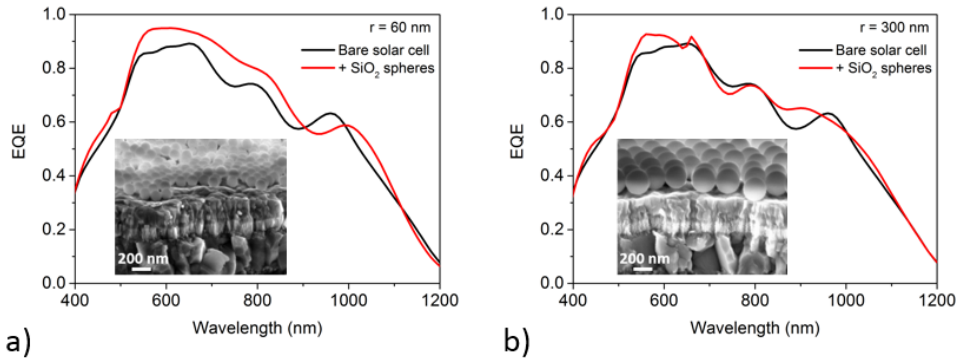 r = 60 nm
Bare solar cell
+ SiO₂ spheres
EQE
1.0
0.8
0.6
0.4
0.2
0.0
200 nm
400 600 800 1000 1200
Wavelength (nm)
a)
r = 300 nm
Bare solar cell
+ SiO₂ spheres
EQE
1.0
0.8
0.6
0.4
0.2
0.0
200 nm
400 600 800 1000 1200
Wavelength (nm)
b)